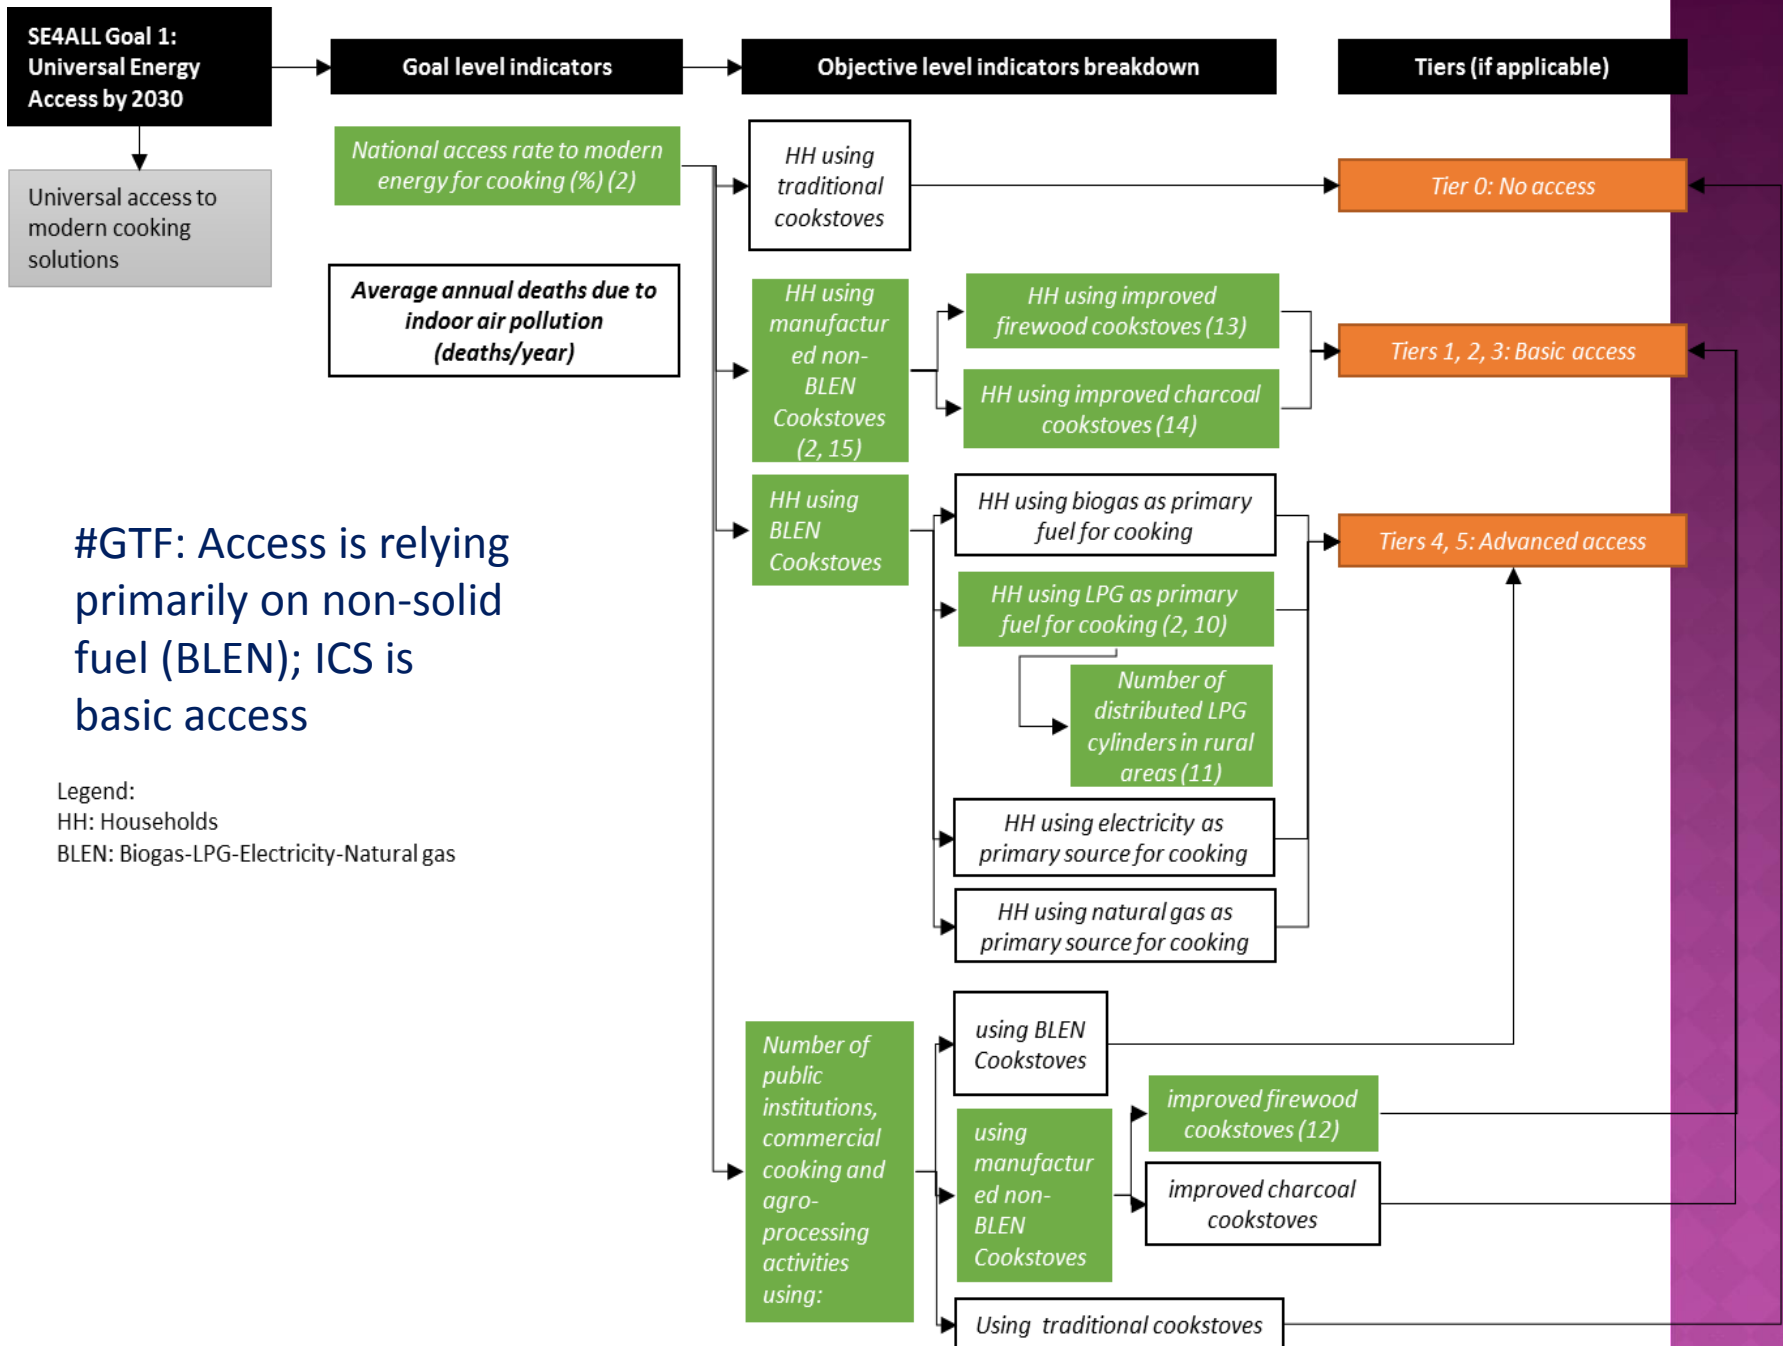 SE4ALL Goal 1:
Universal Energy
Access by 2030
Goal level indicators
Objective level indicators breakdown
Tiers (if applicable)
Universal access to
modern cooking
solutions
National access rate to modern
energy for cooking (%) (2)
Average annual deaths due to
indoor air pollution
(deaths/year)
HH using
traditional
cookstoves
Tier 0: No access
HH using
manufactur
ed non-
BLEN
Cookstoves
(2, 15)
HH using improved
firewood cookstoves (13)
HH using improved charcoal
cookstoves (14)
Tiers 1, 2, 3: Basic access
HH using
BLEN
Cookstoves
HH using biogas as primary
fuel for cooking
HH using LPG as primary
fuel for cooking (2, 10)
Number of
distributed LPG
cylinders in rural
areas (11)
HH using electricity as
primary source for cooking
HH using natural gas as
primary source for cooking
Tiers 4, 5: Advanced access
#GTF: Access is relying
primarily on non-solid
fuel (BLEN); ICS is
basic access
Legend:
HH: Households
BLEN: Biogas-LPG-Electricity-Natural gas
Number of
public
institutions,
commercial
cooking and
agro-
processing
activities
using:
using BLEN
Cookstoves
using
manufactur
ed non-
BLEN
Cookstoves
improved firewood
cookstoves (12)
improved charcoal
cookstoves
Using traditional cookstoves